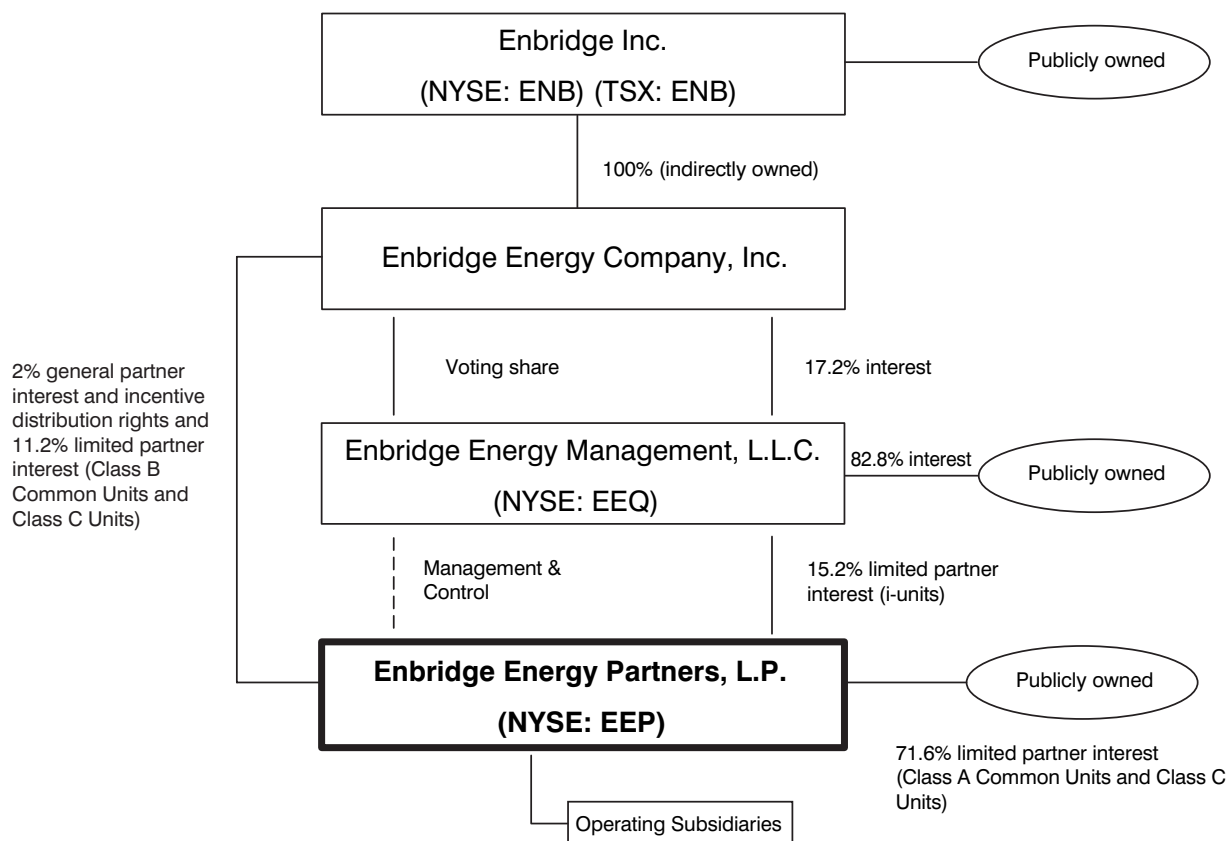 Enbridge Inc.
(NYSE: ENB) (TSX: ENB)
Publicly owned
100% (indirectly owned)
Enbridge Energy Company, Inc.
2% general partner
interest and incentive
distribution rights and
11.2% limited partner
interest (Class B
Common Units and
Class C Units)
Voting share
17.2% interest
Enbridge Energy Management, L.L.C.
(NYSE: EEQ)
82.8% interest
Publicly owned
Management &
Control
15.2% limited partner
interest (i-units)
Enbridge Energy Partners, L.P.
(NYSE: EEP)
Publicly owned
71.6% limited partner interest
(Class A Common Units and Class C
Units)
Operating Subsidiaries